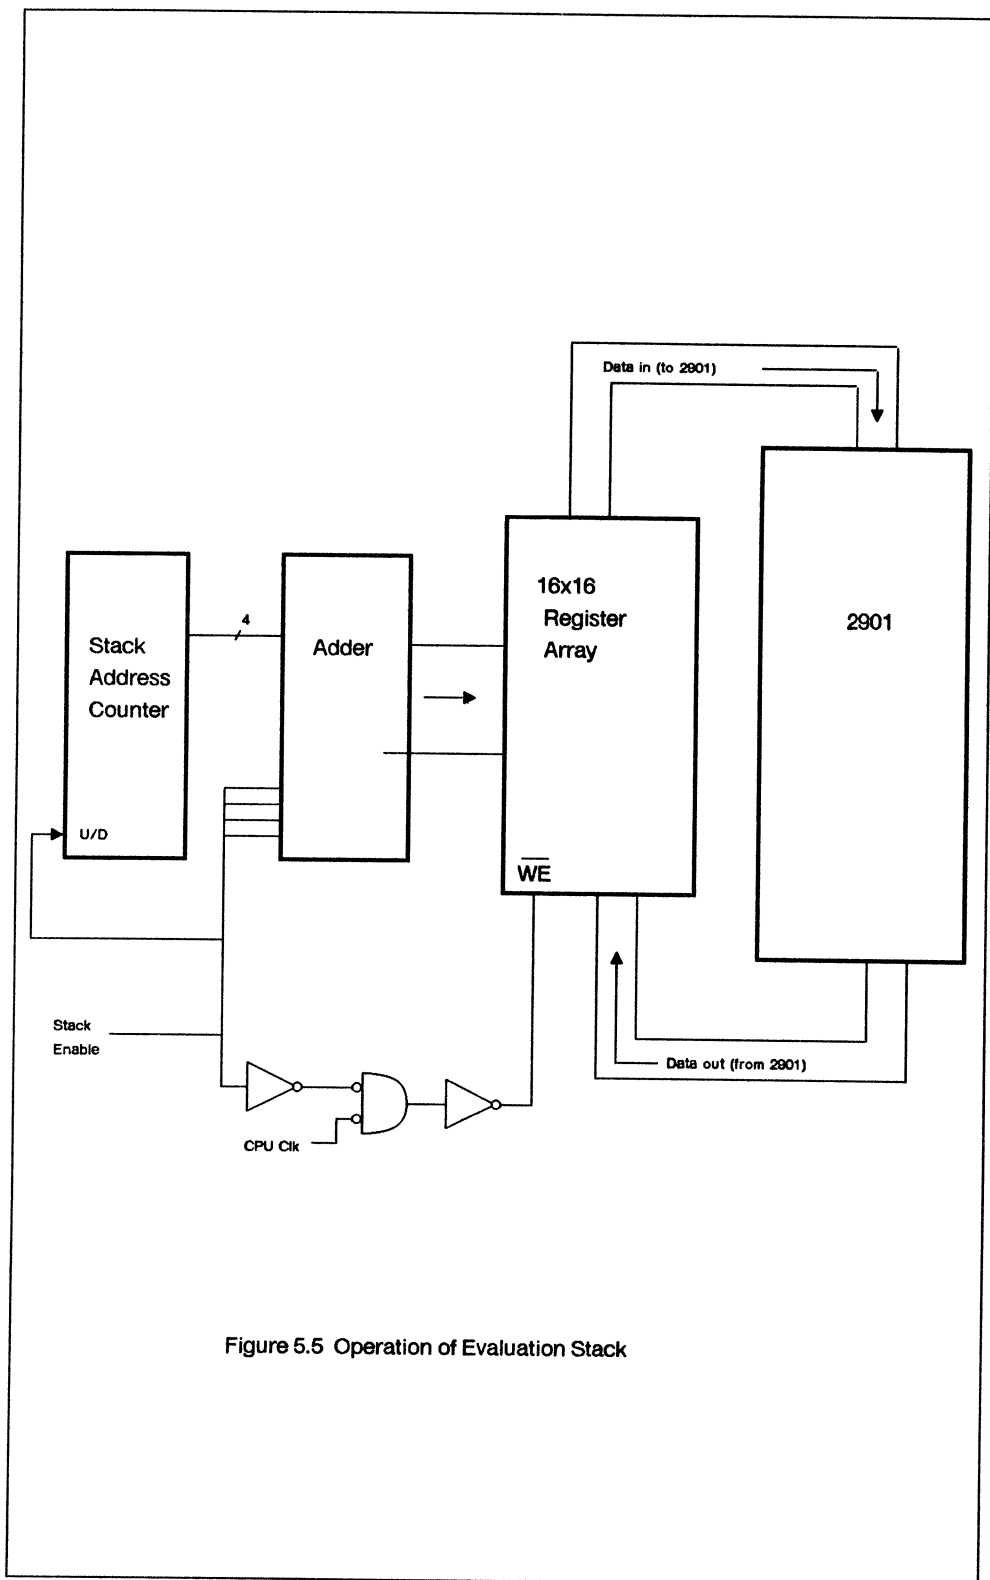 Data in (to 2901)
16x16
Register
Array
2901
4
Stack
Address
Counter
Adder
U/D
WE
Stack
Enable
Data out (from 2901)
CPU Clk
Figure 5.5 Operation of Evaluation Stack